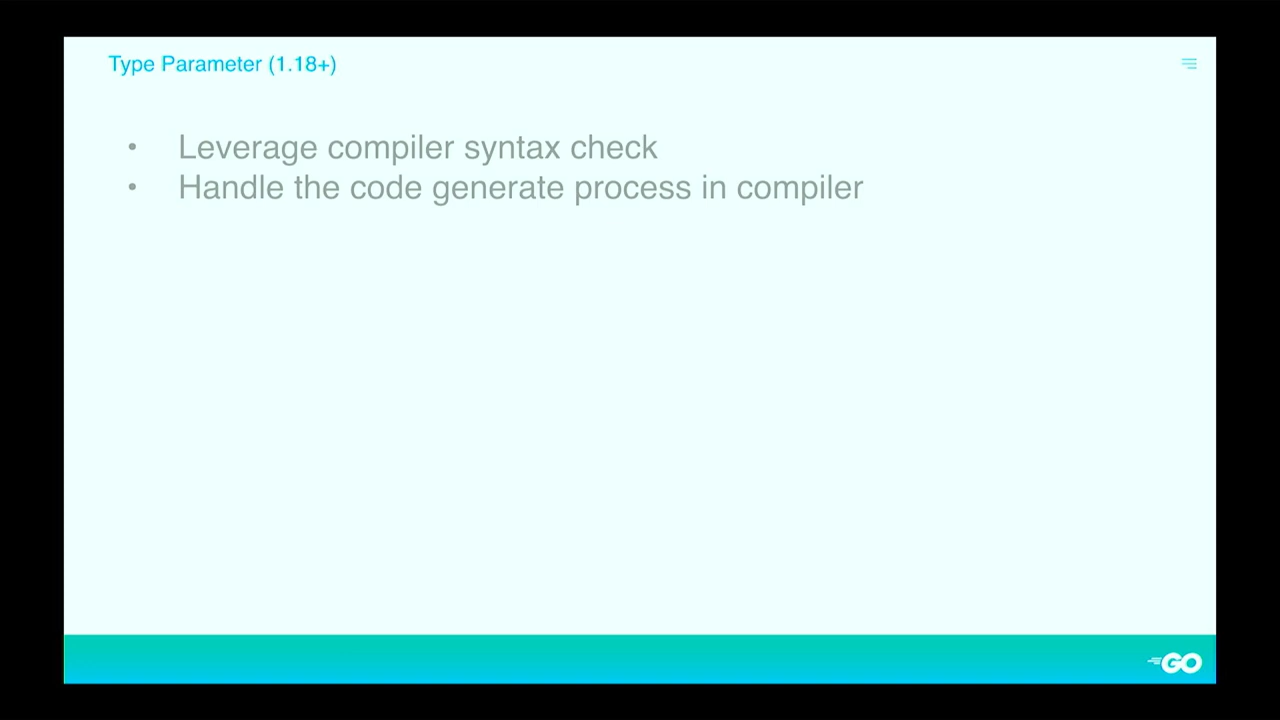 Type Parameter (1.18+)
• Leverage compiler syntax check
• Handle the code generate process in compiler
GO